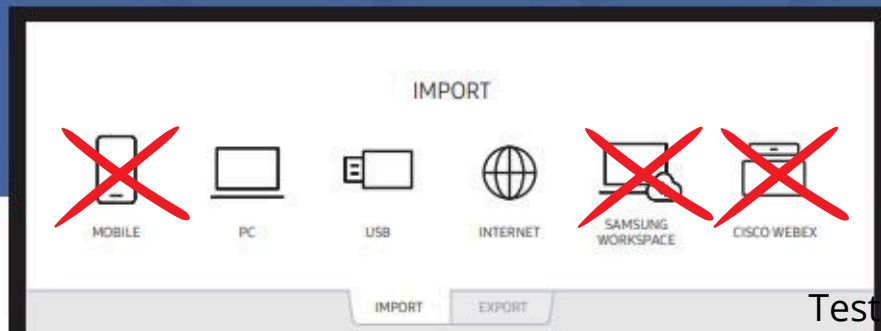 IMPORT
MOBILE
PC
USB
INTERNET
SAMSUNG
WORKSPACE
CISCO WEBEX
IMPORT
EXPORT
Test